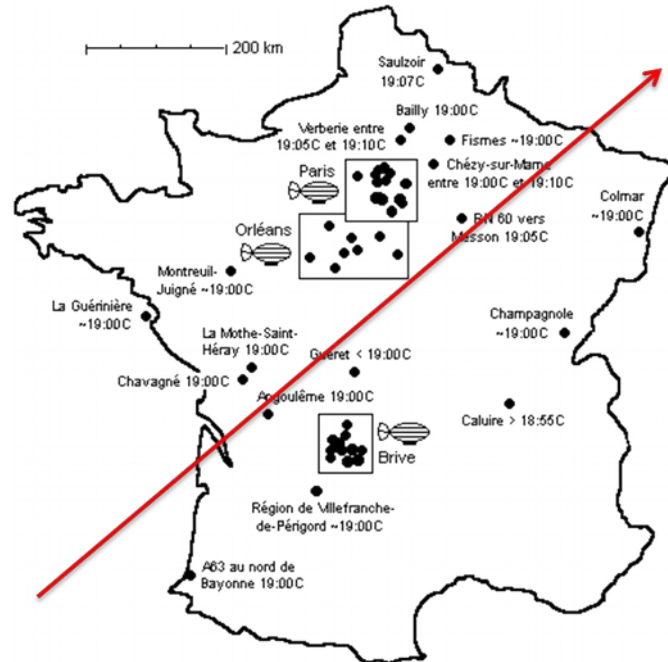 200 km
Saulzoir
19:07C
Bailly 19:00C
Verberie entre
19:05C et 19:10C
Fismes ~19:00C
Paris
Chézy-sur-Marne
entre 19:00C et 19:10C
Colmar
~19:00C
Orléans
RN 60 vers
Messon 19:05C
Montreuil-
Juigné ~19:00C
La Guérinière
~19:00C
Champagnole
~19:00C
La Mothe-Saint-
Héray 19:00C
Guéret < 19:00C
Chavagné 19:00C
Angoulême 19:00C
Caluire > 18:55C
Brive
Région de Villefranche-
de-Périgord ~19:00C
A63 au nord de
Bayonne 19:00C